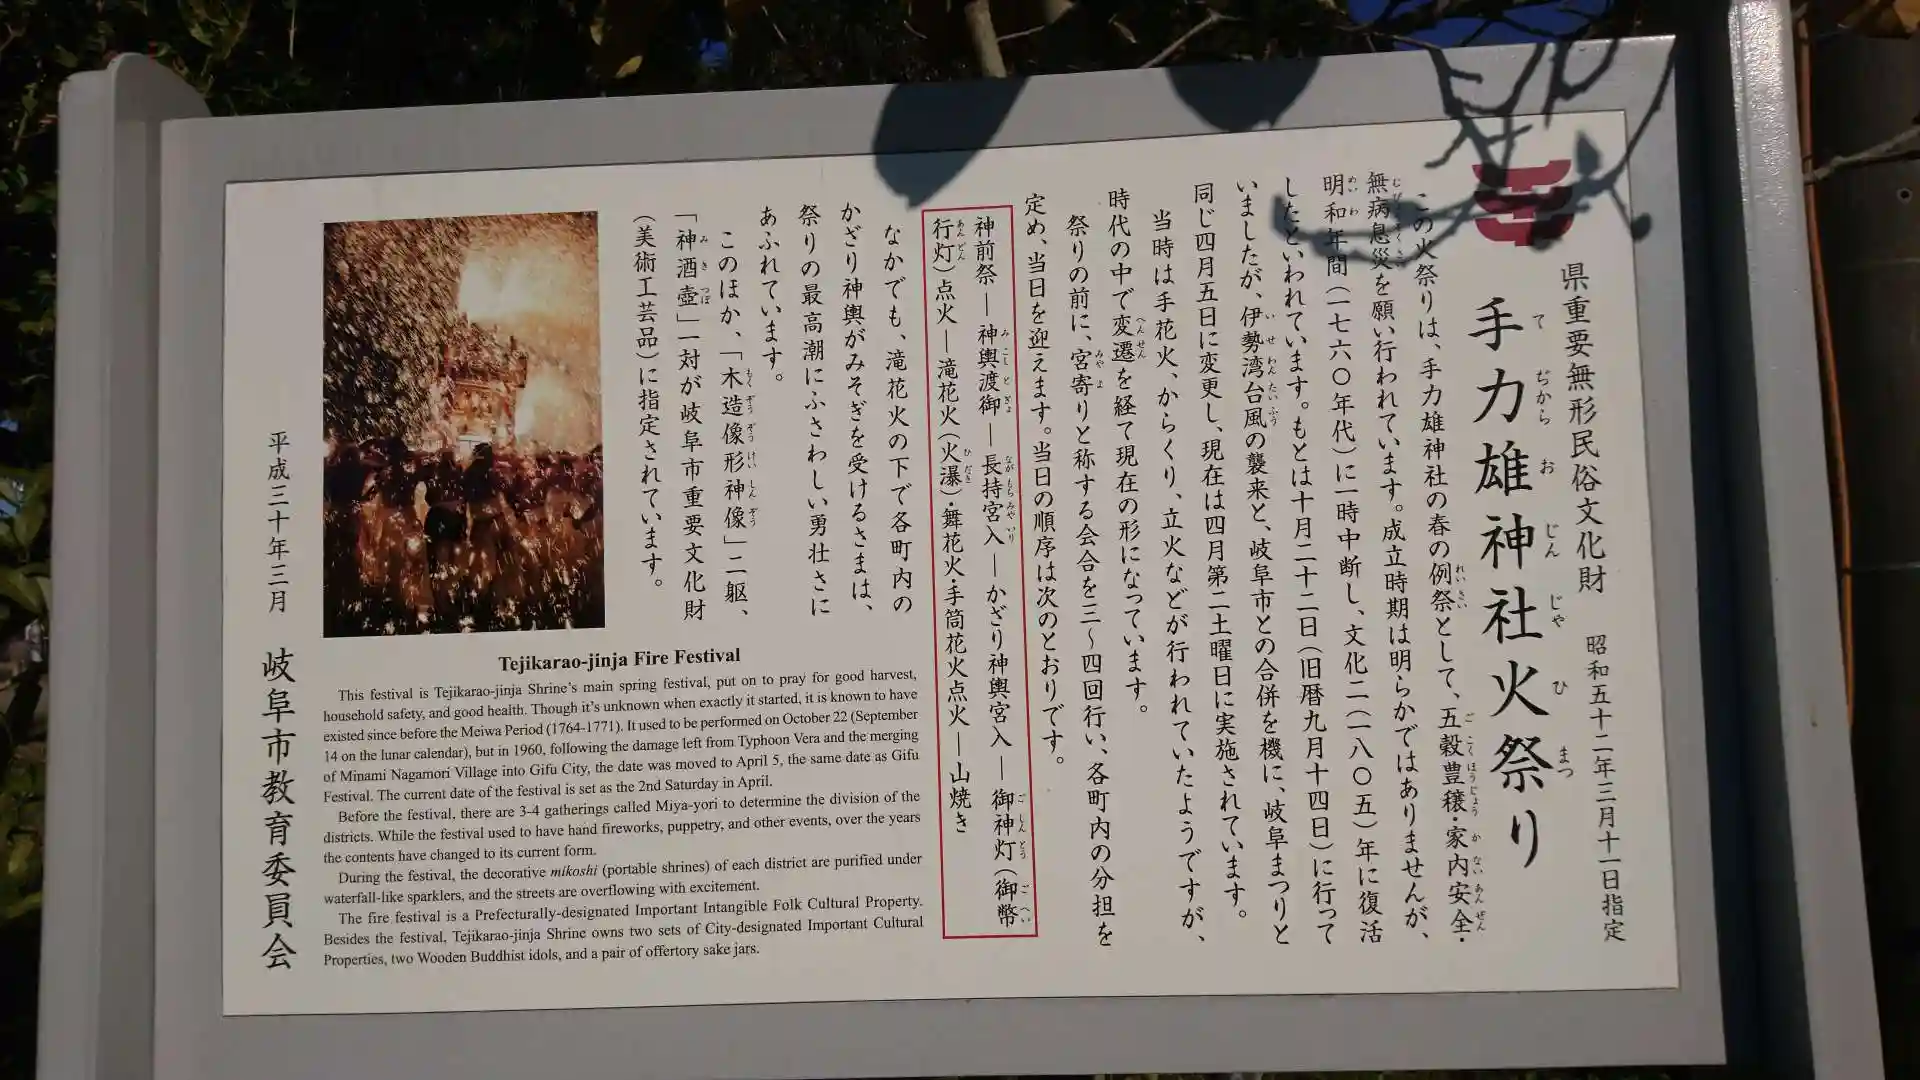 県重要無形民俗文化財　昭和五十二年三月十一日指定
手力雄神社火祭り
てぢからおじんじゃひまつ
この火祭りは、手力雄神社の春の例祭として、五穀豊穣・家内安全・
無病息災を願い行われています。成立時期は明らかではありませんが、
明和年間（一七六〇年代）に一時中断し、文化二（一八〇五）年に復活
したといわれています。もとは十月二十二日（旧暦九月十四日）に行って
いましたが、伊勢湾台風の襲来と、岐阜市との合併を機に、岐阜まつりと
同じ四月五日に変更し、現在は四月第二土曜日に実施されています。
当時は手花火、からくり、立火などが行われていたようですが、
時代の中で変遷を経て現在の形になっています。
祭りの前に、宮寄りと称する会合を三～四回行い、各町内の分担を
定め、当日を迎えます。当日の順序は次のとおりです。
神前祭―神輿渡御―長持宮入―かざり神輿宮入―御神灯（御幣
行灯）点火―滝花火（火瀑）・舞花火・手筒花火点火―山焼き
なかでも、滝花火の下で各町内の
かざり神輿がみそぎを受けるさまは、
祭りの最高潮にふさわしい勇壮さに
あふれています。
このほか、「木造像形神像」二躯、
「神酒壺」一対が岐阜市重要文化財
（美術工芸品）に指定されています。
平成三十年三月　岐阜市教育委員会
Tejikarao-jinja Fire Festival
This festival is Tejikarao-jinja Shrine's main spring festival, put on to pray for good harvest,
household safety, and good health. Though it's unknown when exactly it started, it is known to have
existed since before the Meiwa Period (1764-1771). It used to be performed on October 22 (September
14 on the lunar calendar), but in 1960, following the damage left from Typhoon Vera and the merging
of Minami Nagamori Village into Gifu City, the date was moved to April 5, the same date as Gifu
Festival. The current date of the festival is set as the 2nd Saturday in April.
Before the festival, there are 3-4 gatherings called Miya-yori to determine the division of the
districts. While the festival used to have hand fireworks, puppetry, and other events, over the years
the contents have changed to its current form.
During the festival, the decorative mikoshi (portable shrines) of each district are purified under
waterfall-like sparklers, and the streets are overflowing with excitement.
The fire festival is a Prefecturally-designated Important Intangible Folk Cultural Property.
Besides the festival, Tejikarao-jinja Shrine owns two sets of City-designated Important Cultural
Properties, two Wooden Buddhist idols, and a pair of offertory sake jars.